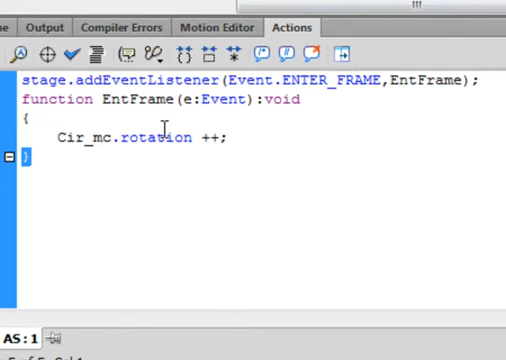 Output Compiler Errors Motion Editor Actions
stage.addEventListener(Event.ENTER_FRAME,EntFrame);
function EntFrame(e:Event):void
{
Cir_mc.rotation ++;
}
AS:1